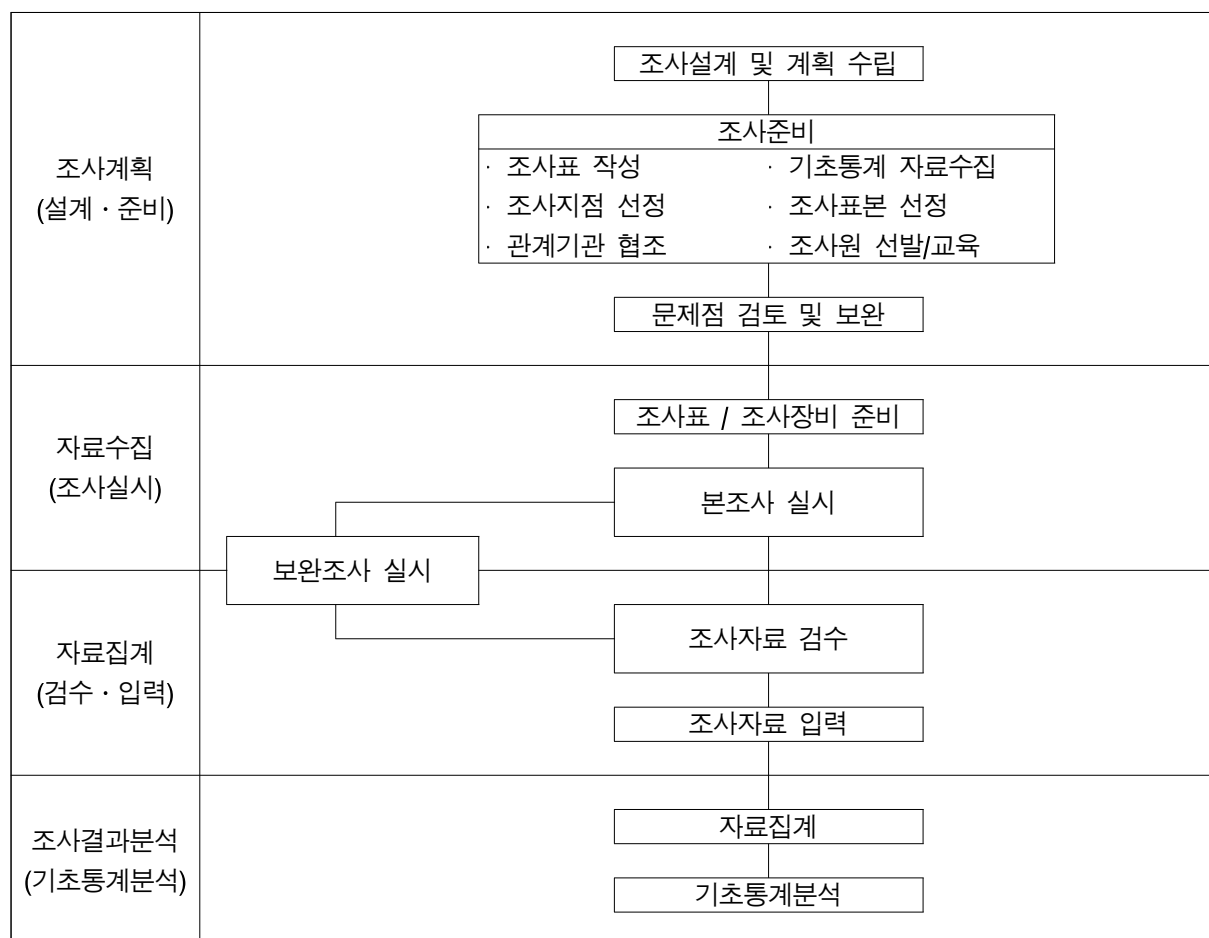 조사계획
(설계 · 준비)
조사설계 및 계획 수립
조사준비
· 조사표 작성 · 기초통계 자료수집
· 조사지점 선정 · 조사표본 선정
· 관계기관 협조 · 조사원 선발/교육
문제점 검토 및 보완
자료수집
(조사실시)
조사표 / 조사장비 준비
본조사 실시
보완조사 실시
자료집계
(검수 · 입력)
조사자료 검수
조사자료 입력
조사결과분석
(기초통계분석)
자료집계
기초통계분석